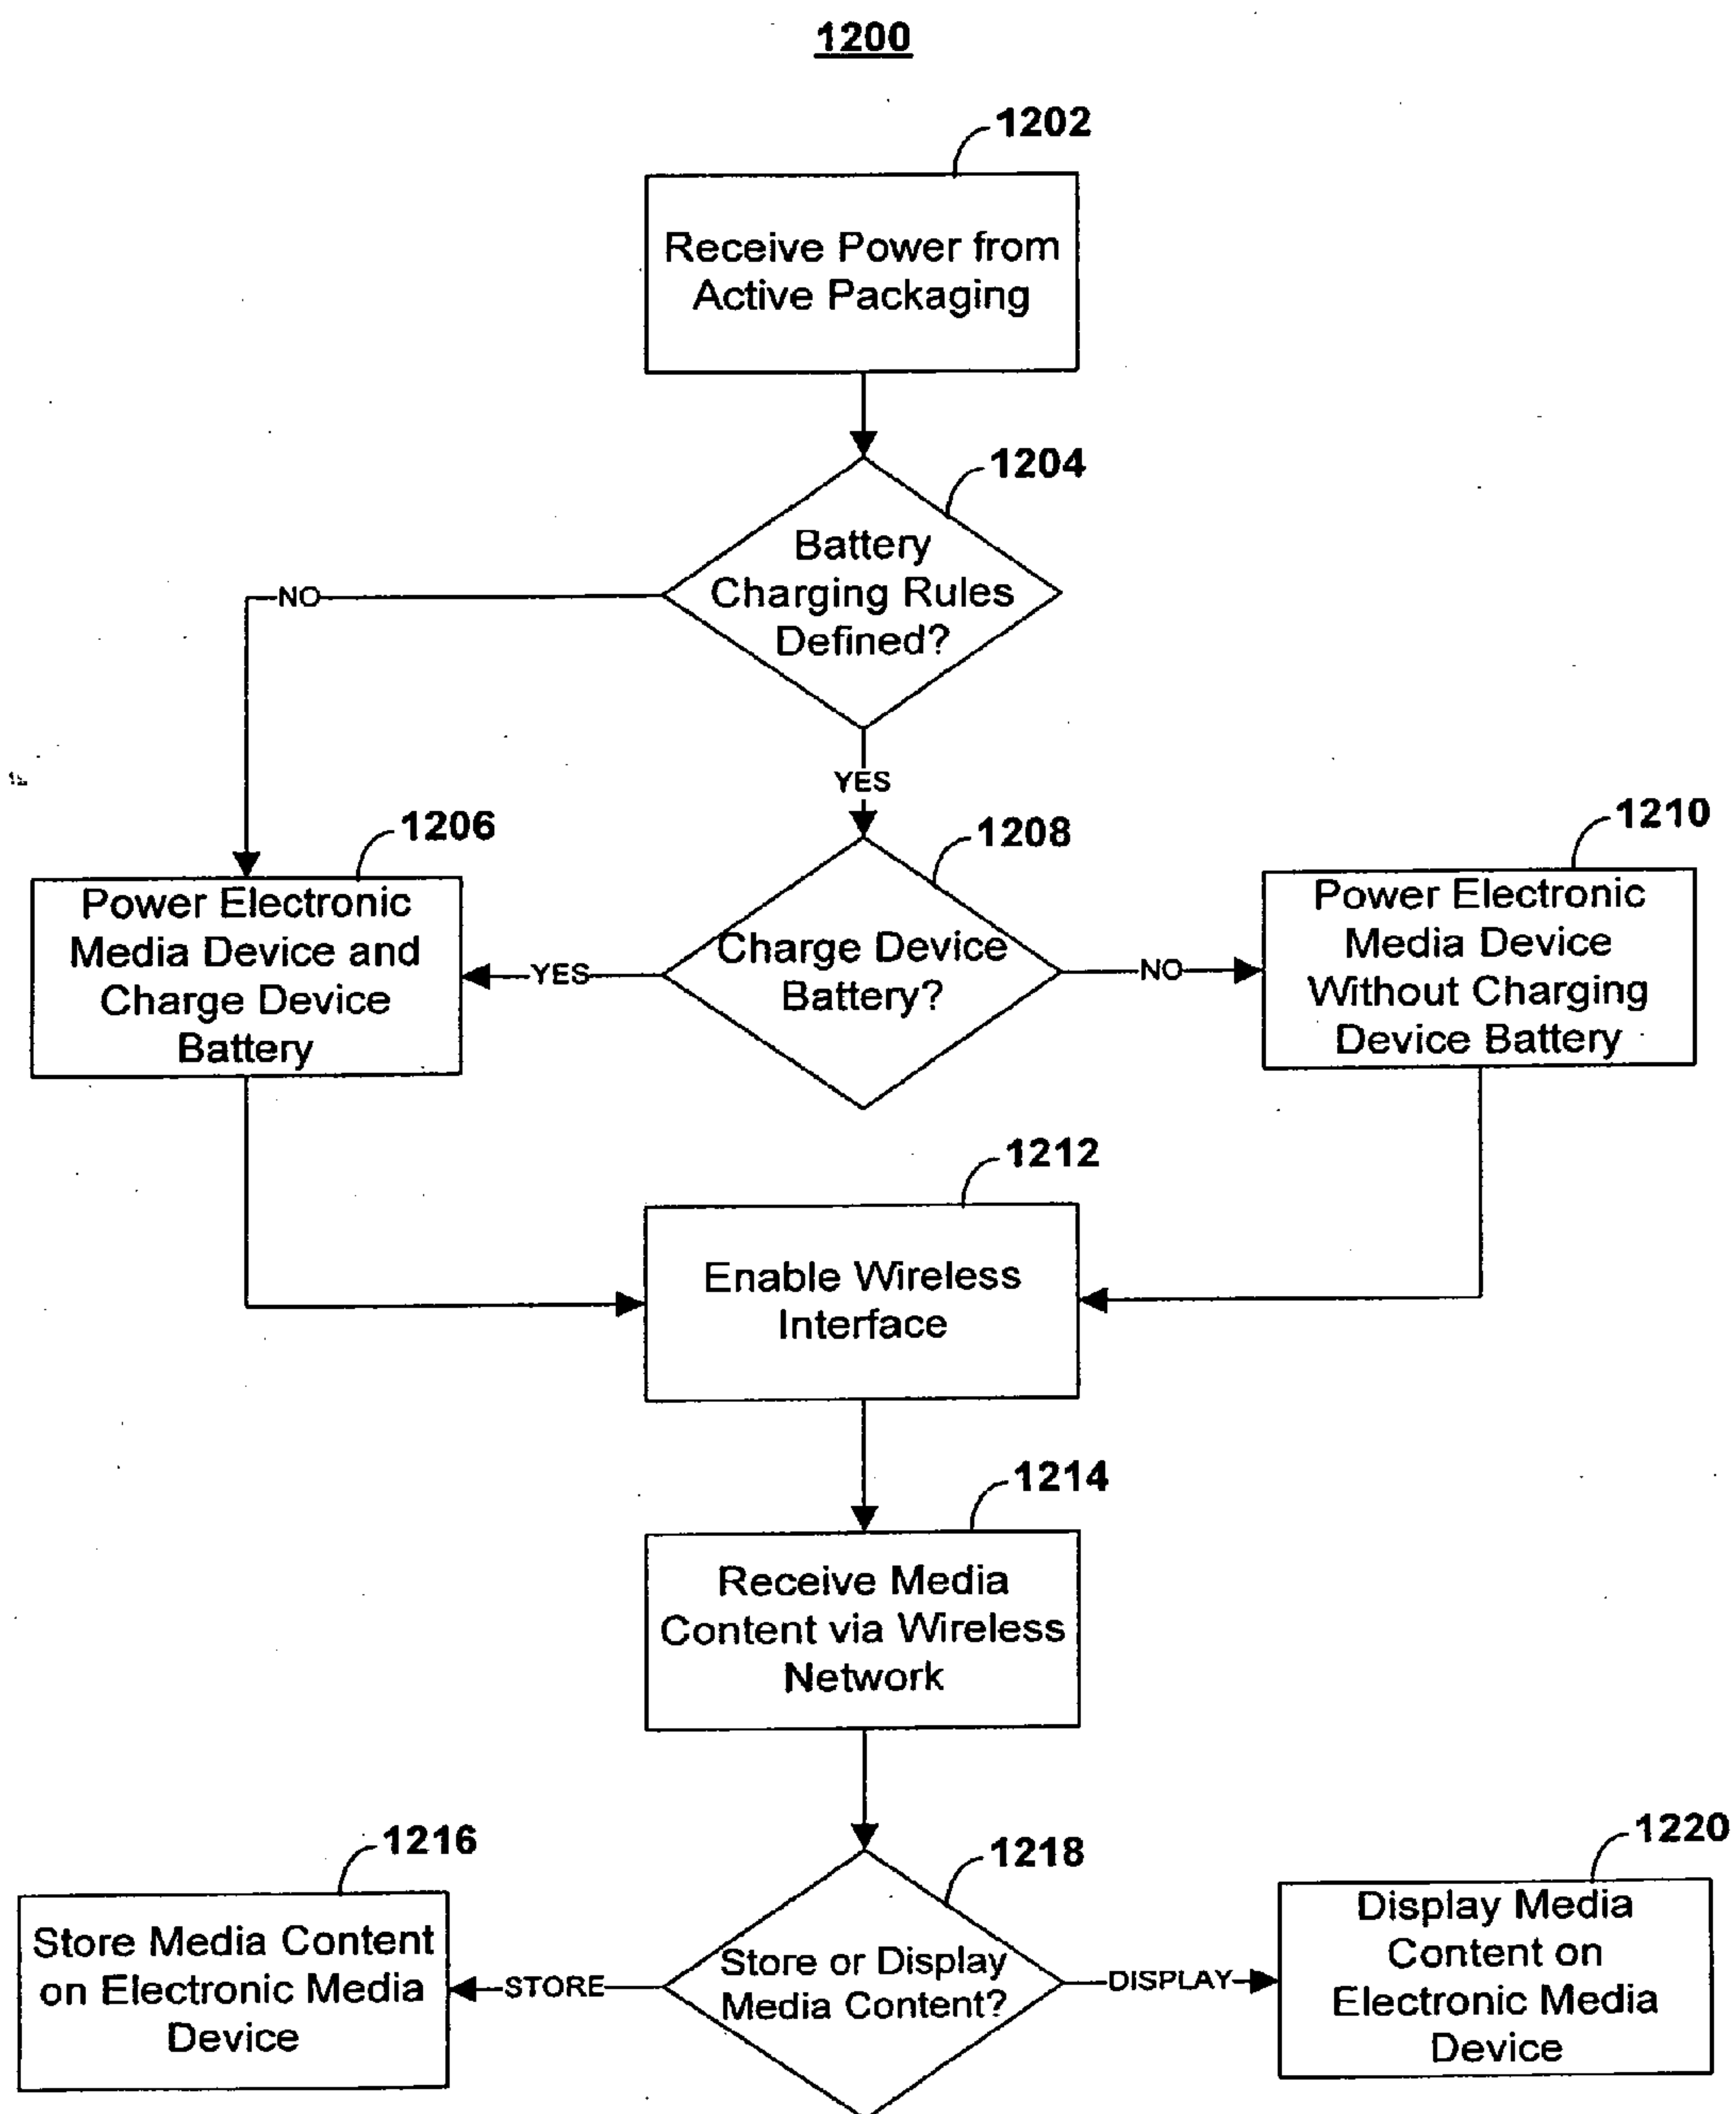 1200
1202
Receive Power from
Active Packaging
1204
Battery
Charging Rules
Defined?
NO
YES
1206
Power Electronic
Media Device and
Charge Device
Battery
1208
Charge Device
Battery?
YES
NO
1210
Power Electronic
Media Device
Without Charging
Device Battery
1212
Enable Wireless
Interface
1214
Receive Media
Content via Wireless
Network
1216
Store Media Content
on Electronic Media
Device
1218
Store or Display
Media Content?
STORE
DISPLAY
1220
Display Media
Content on
Electronic Media
Device